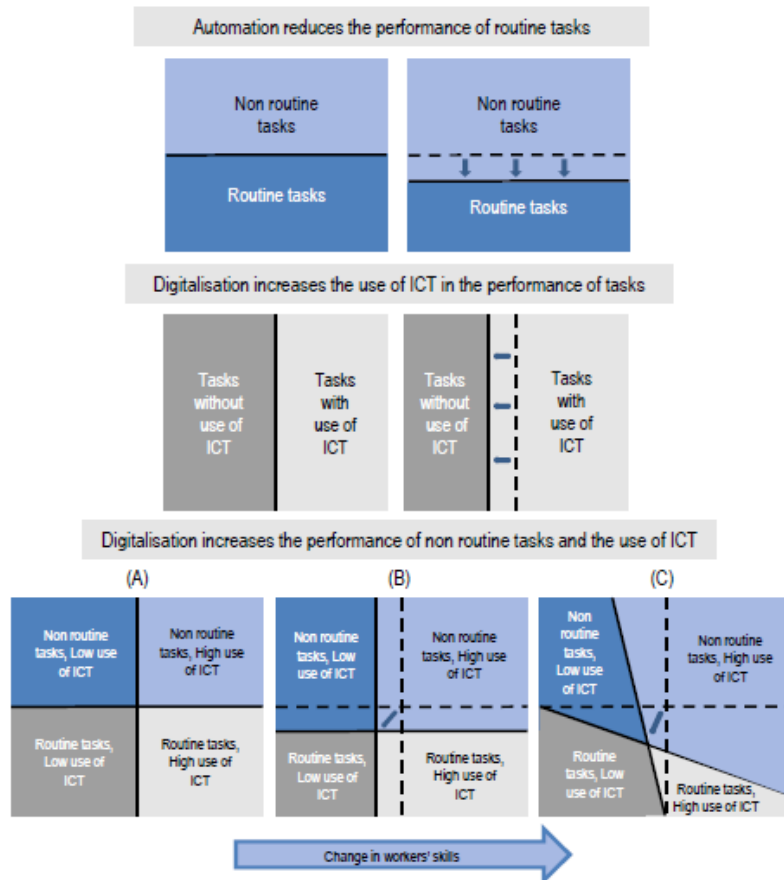 Automation reduces the performance of routine tasks
Non routine
tasks
Non routine
tasks
Routine tasks
Routine tasks
Digitalisation increases the use of ICT in the performance of tasks
Tasks
without
use of
ICT
Tasks
with
use of
ICT
Tasks
without
use of
ICT
Tasks
with
use of
ICT
Digitalisation increases the performance of non routine tasks and the use of ICT
(A)
(B)
(C)
Non routine
tasks, Low use
of ICT
Non routine
tasks, High use
of ICT
Non routine
tasks, Low
use of ICT
Non routine
tasks, High use
of ICT
Non
routine
tasks,
Low use
of ICT
Non routine
tasks, High use
of ICT
Routine tasks,
Low use of
ICT
Routine tasks,
High use of
ICT
Routine tasks,
Low use of
ICT
Routine tasks,
High use of
ICT
Routine
tasks, Low
use of ICT
Routine tasks,
High use of ICT
Change in workers' skills